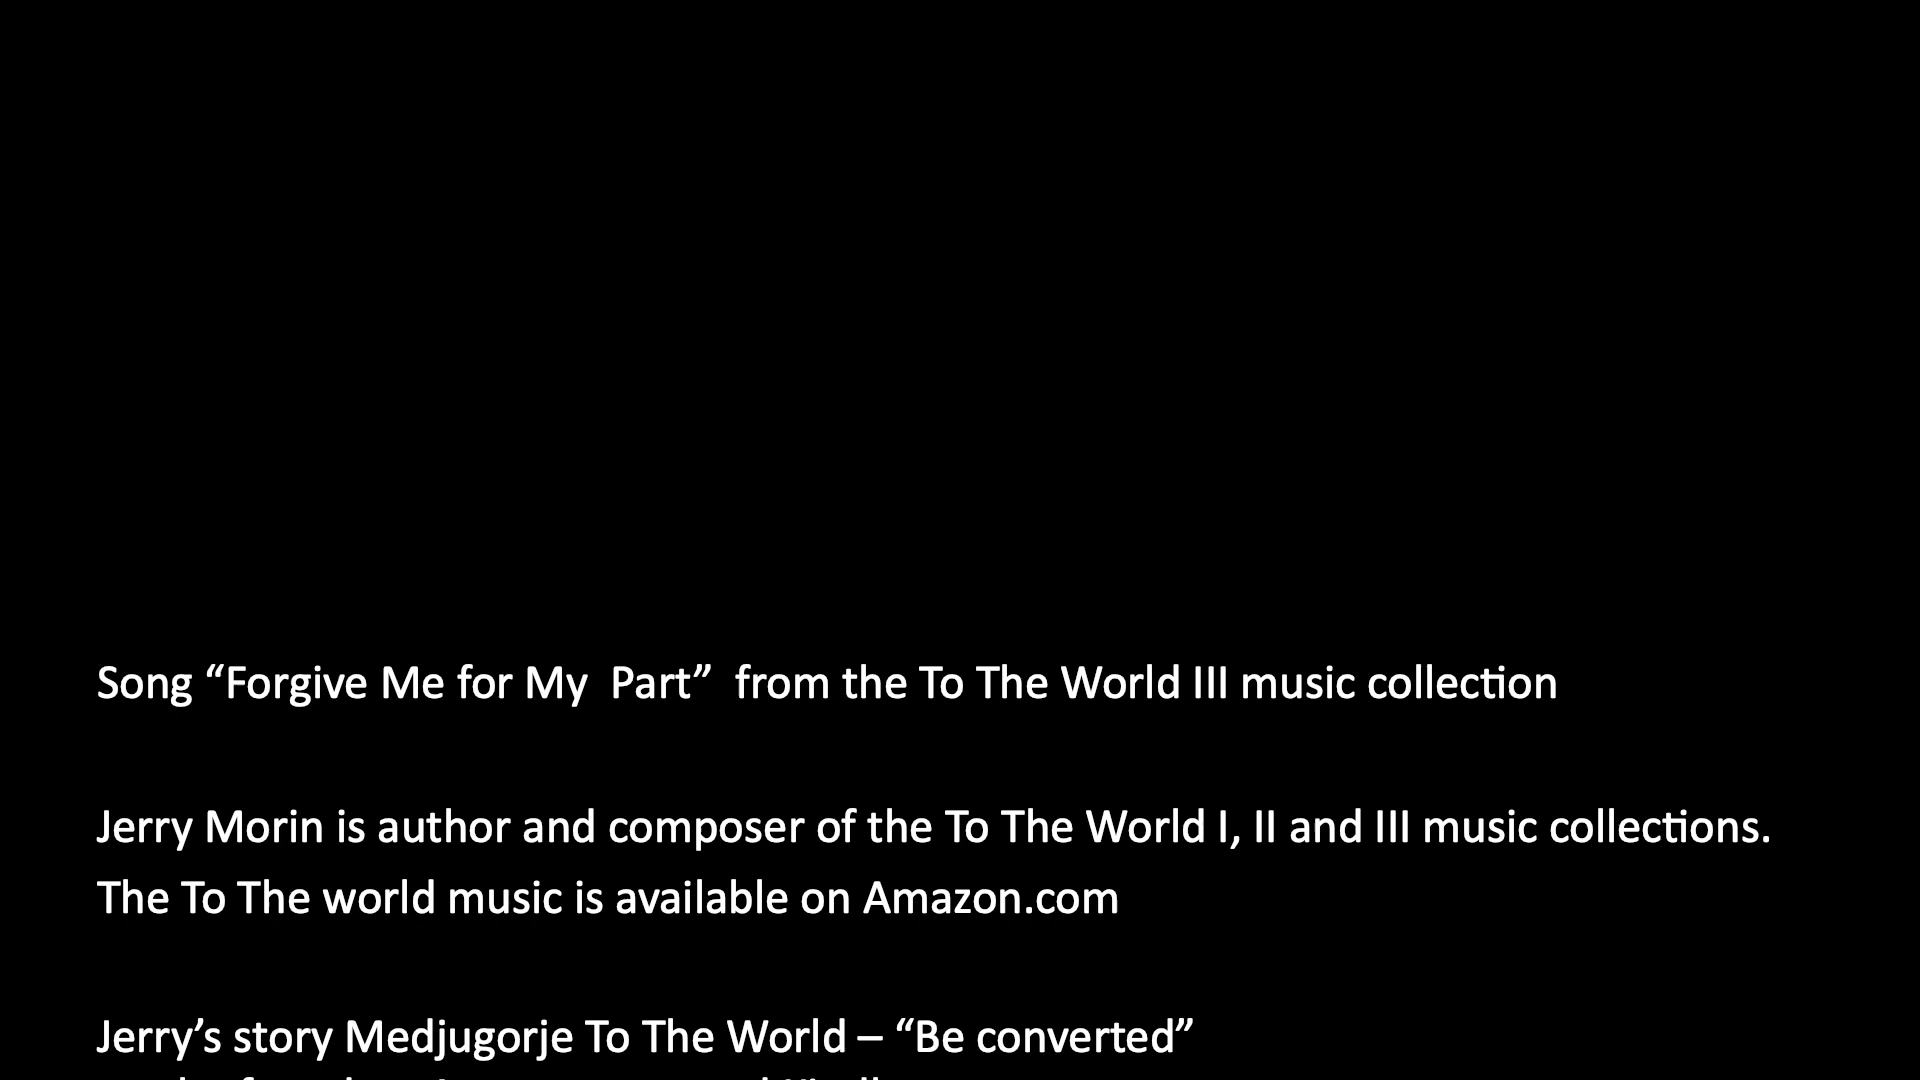 Song “Forgive Me for My  Part”  from the To The World III music collection
Jerry Morin is author and composer of the To The World I, II and III music collections.
The To The world music is available on Amazon.com
Jerry’s story Medjugorje To The World – “Be converted”